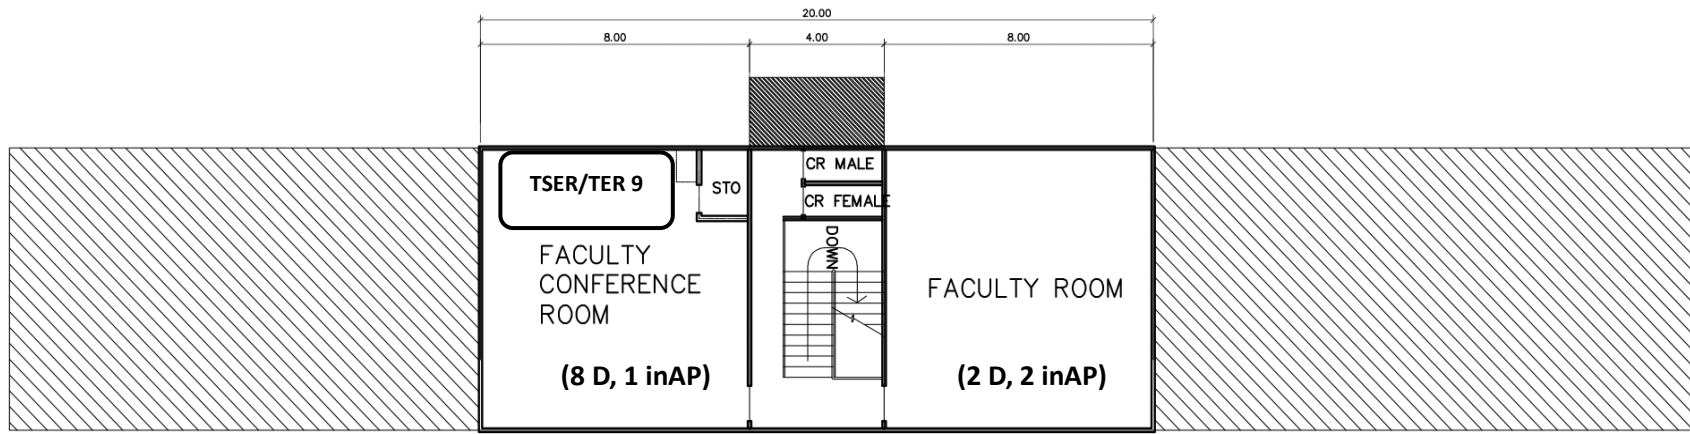 20.00
8.00
4.00
8.00
TSER/TER 9
STO
CR MALE
CR FEMALE
DOWN
FACULTY
CONFERENCE
ROOM
FACULTY ROOM
(8 D, 1 inAP)
(2 D, 2 inAP)